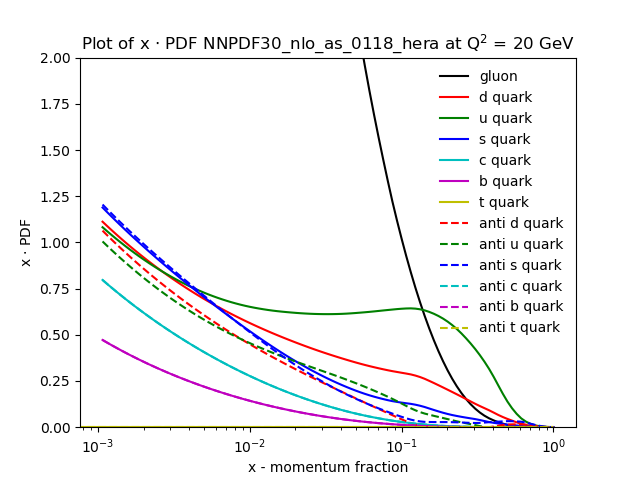 Plot of x · PDF NNPDF30_nlo_as_0118_hera at Q² = 20 GeV
2.00
1.75
1.50
1.25
1.00
0.75
0.50
0.25
0.00
x · PDF
gluon
d quark
u quark
s quark
c quark
b quark
t quark
anti d quark
anti u quark
anti s quark
anti c quark
anti b quark
anti t quark
10⁻³ 10⁻² 10⁻¹ 10⁰
x - momentum fraction